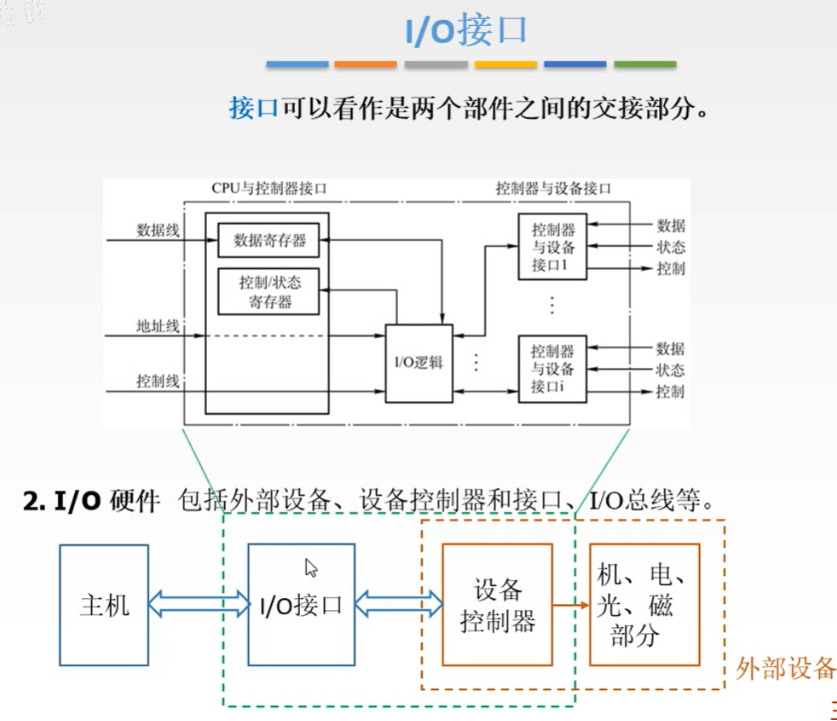 I/O接口
接口可以看作是两个部件之间的交接部分。
CPU与控制器接口
控制器与设备接口
数据线
数据寄存器
控制/状态
寄存器
地址线
控制线
I/O逻辑
控制器
与设备
接口1
数据
状态
控制
控制器
与设备
接口i
数据
状态
控制
2. I/O 硬件 包括外部设备、设备控制器和接口、I/O总线等。
主机
I/O接口
设备
控制器
机、电、
光、磁
部分
外部设备